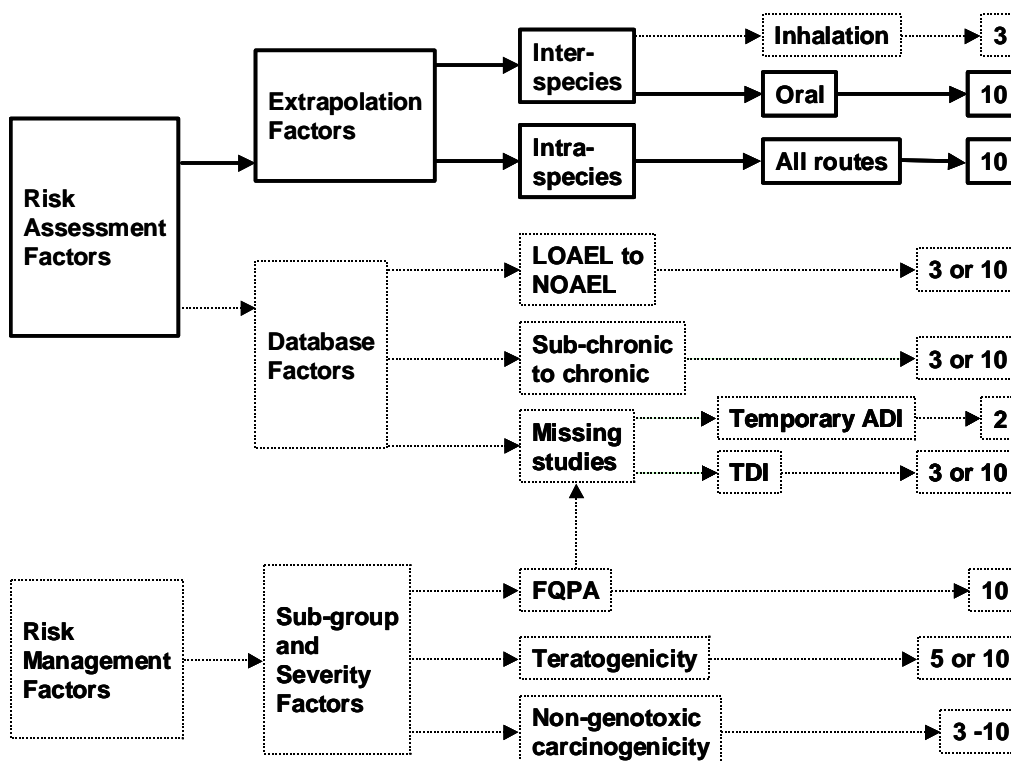 Inter-
species
Inhalation
3
Oral
10
Extrapolation
Factors
Intra-
species
All routes
10
Risk
Assessment
Factors
LOAEL to
NOAEL
3 or 10
Database
Factors
Sub-chronic
to chronic
3 or 10
Missing
studies
Temporary ADI
2
TDI
3 or 10
Risk
Management
Factors
Sub-group
and
Severity
Factors
FQPA
10
Teratogenicity
5 or 10
Non-genotoxic
carcinogenicity
3 -10